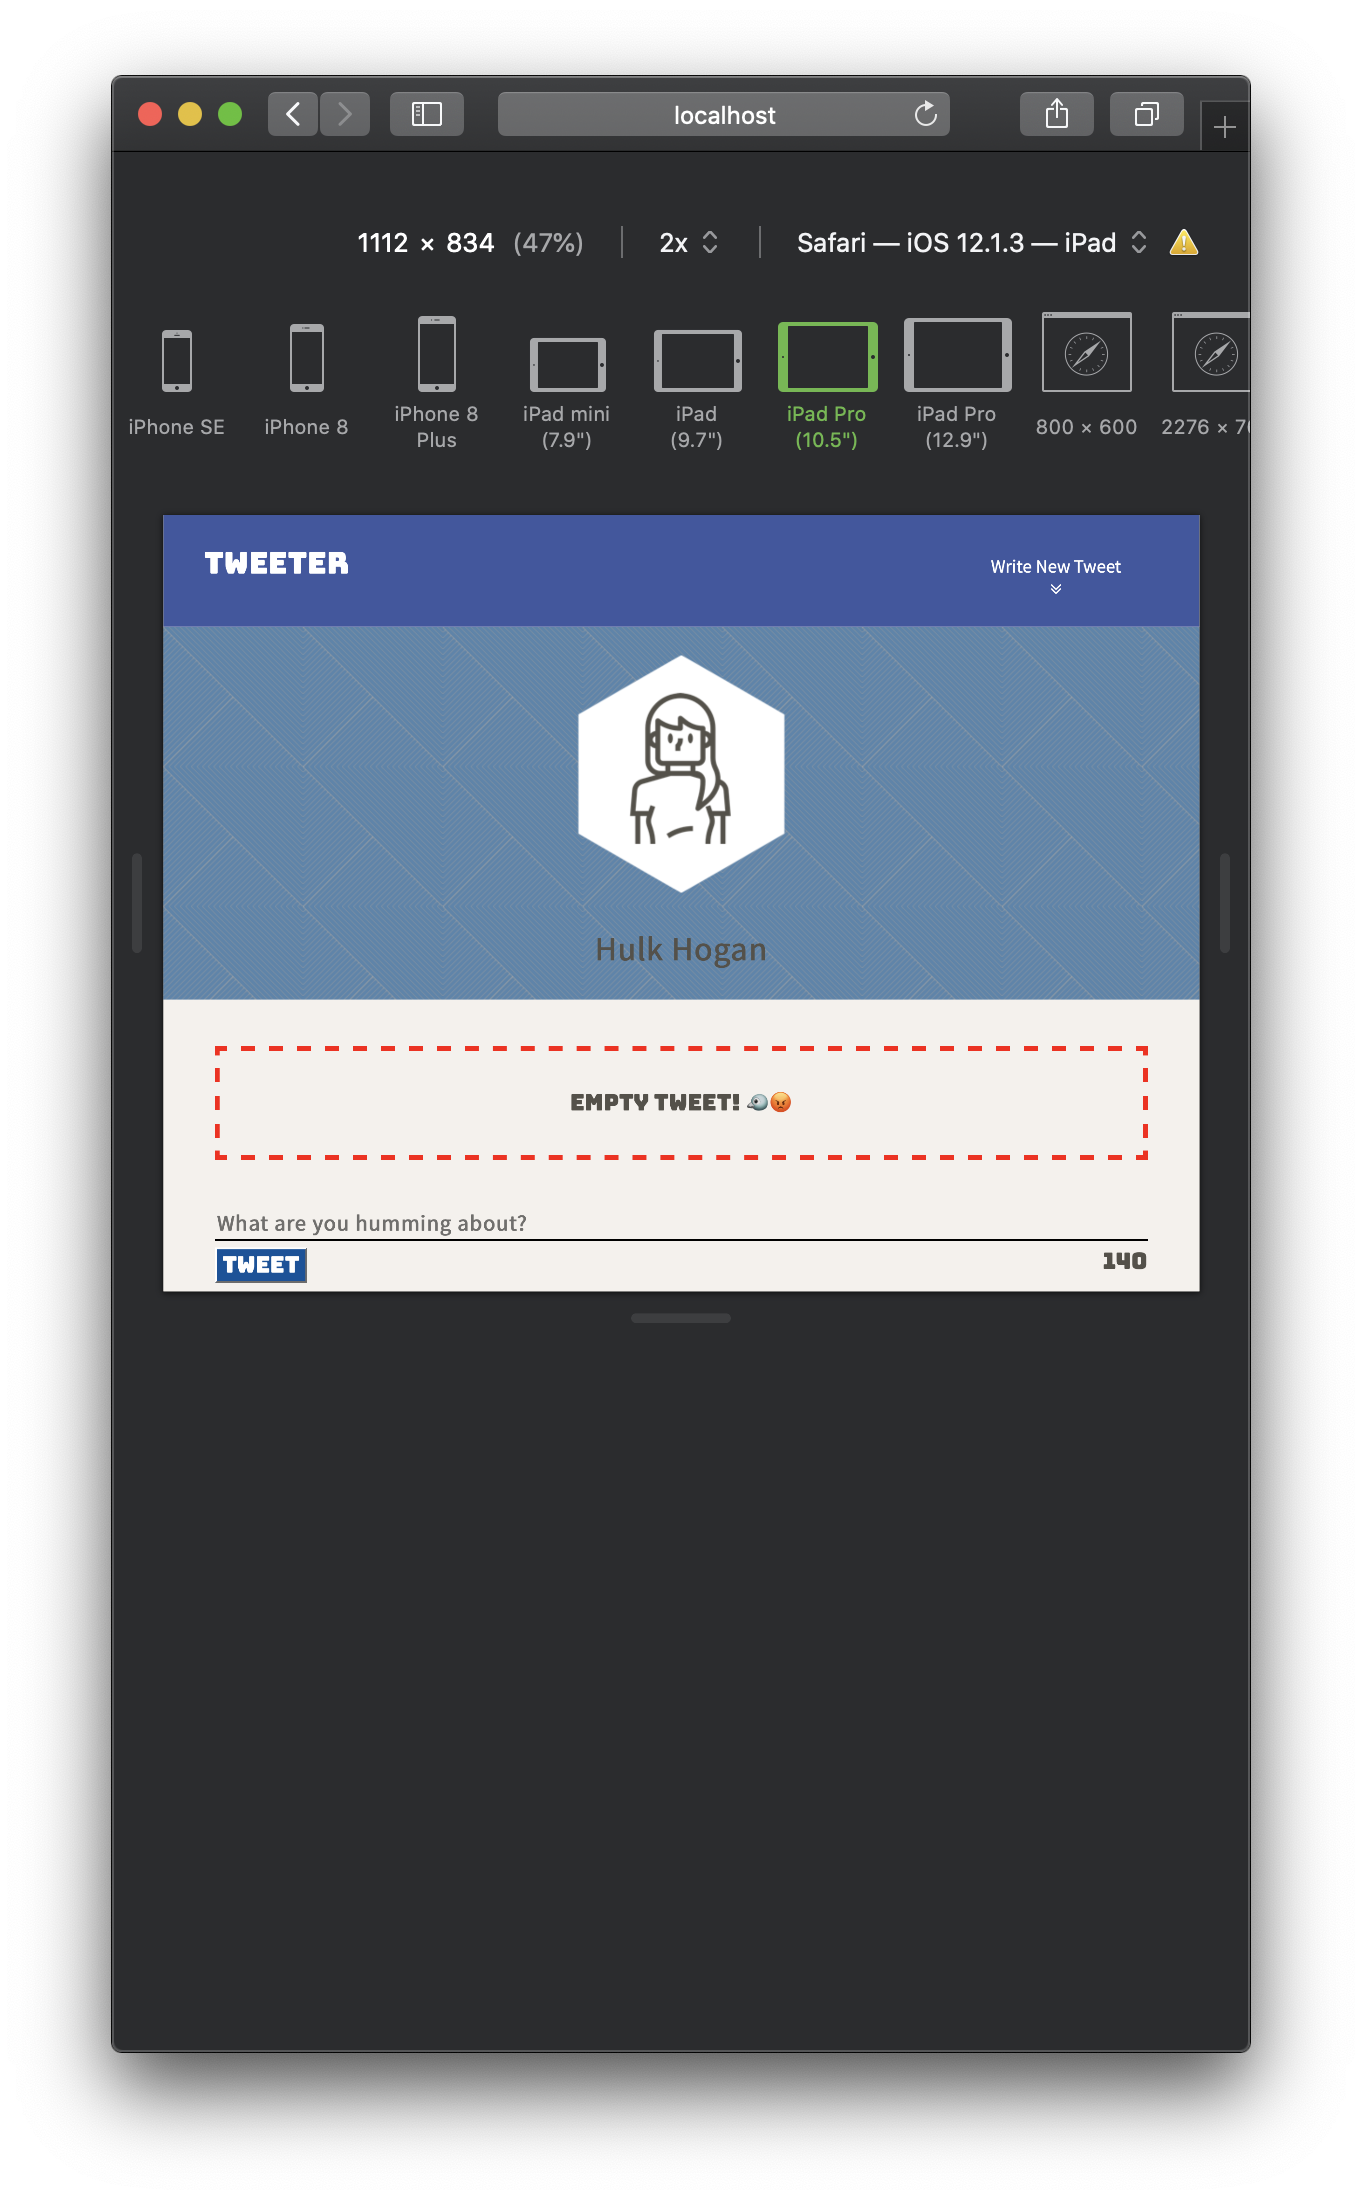 localhost
1112 × 834 (47%) 2x Safari — iOS 12.1.3 — iPad
iPhone SE
iPhone 8
iPhone 8
Plus
iPad mini
(7.9")
iPad
(9.7")
iPad Pro
(10.5")
iPad Pro
(12.9")
800 × 600
2276 × 7
TWEETER
Write New Tweet
Hulk Hogan
EMPTY TWEET! 🐦😡
What are you humming about?
TWEET
140